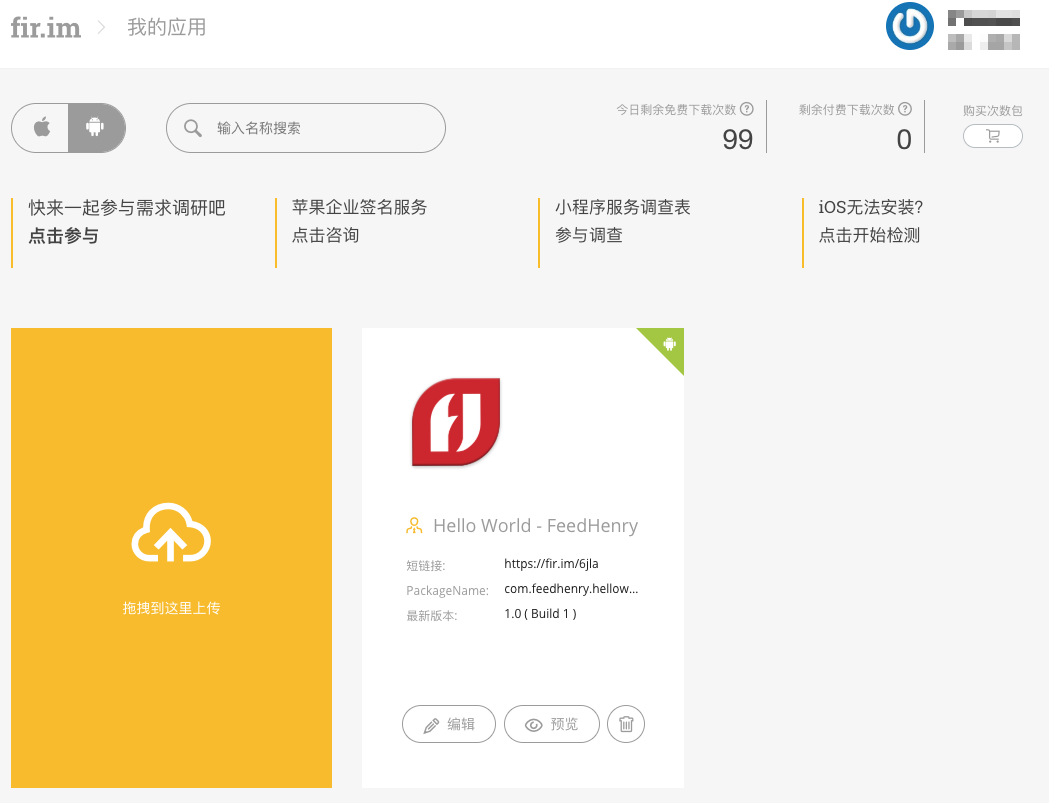 fir.im
我的应用
输入名称搜索
今日剩余免费下载次数
99
剩余付费下载次数
0
购买次数包
快来一起参与需求调研吧
点击参与
苹果企业签名服务
点击咨询
小程序服务调查表
参与调查
iOS无法安装?
点击开始检测
拖拽到这里上传
Hello World - FeedHenry
短链接: https://fir.im/6jla
PackageName: com.feedhenry.hellow...
最新版本: 1.0 ( Build 1 )
编辑
预览